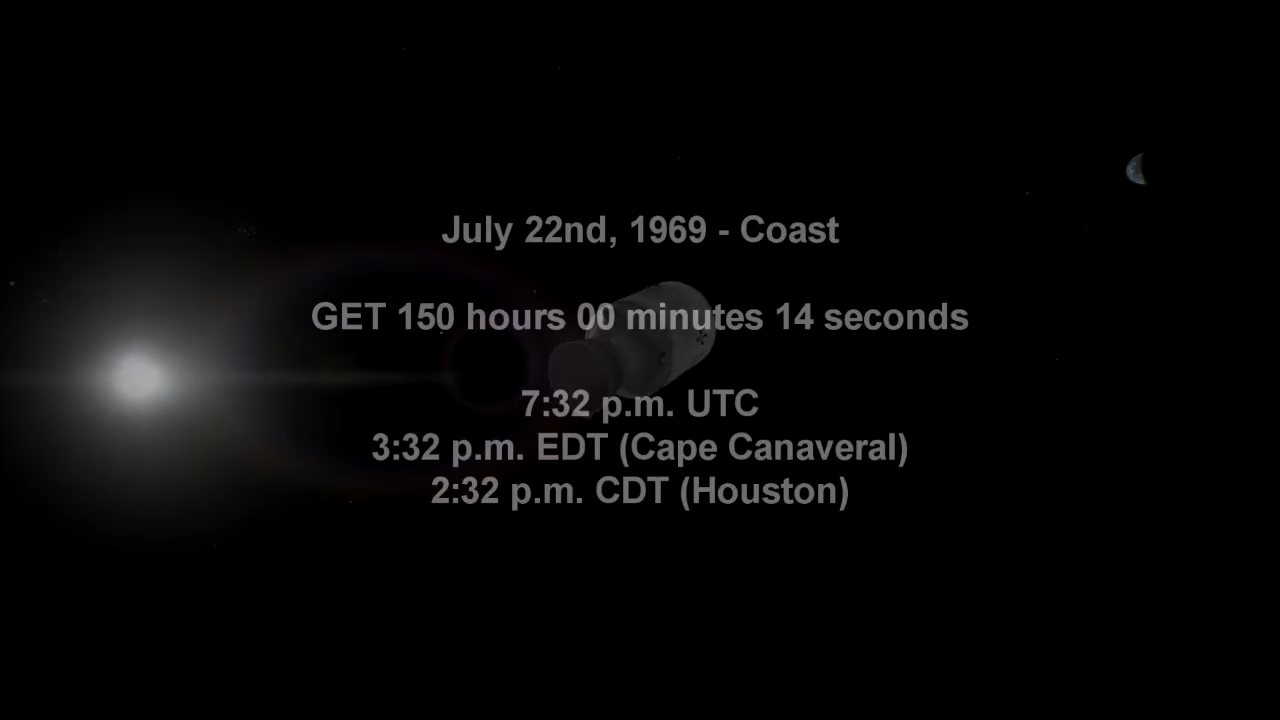 July 22nd, 1969 - Coast
GET 150 hours 00 minutes 14 seconds
7:32 p.m. UTC
3:32 p.m. EDT (Cape Canaveral)
2:32 p.m. CDT (Houston)